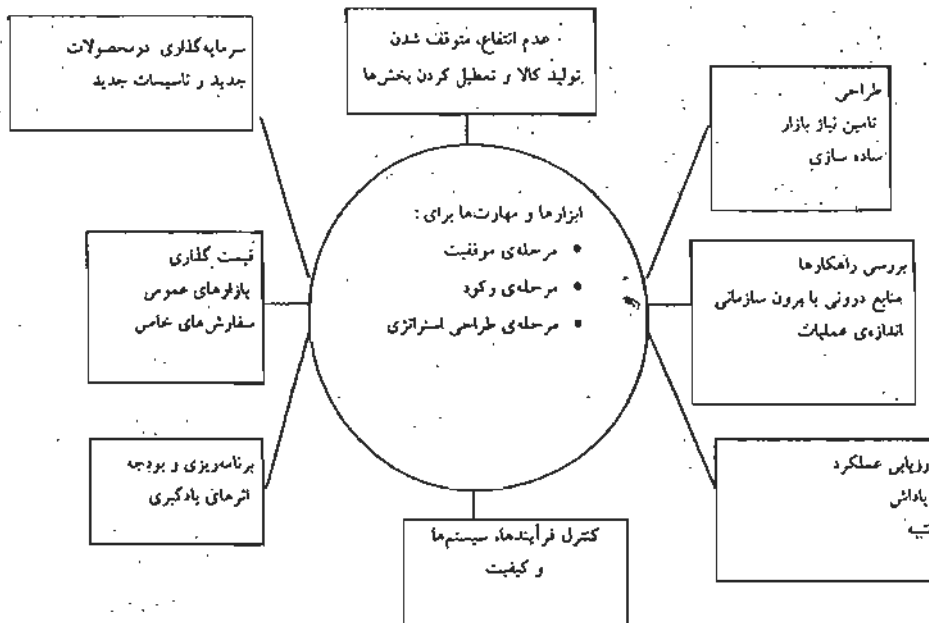 عدم انتفاع، متوقف شدن
تولید کالا و تعطیل کردن بخش‌ها
طراحی
تامین نیاز بازار
ساده سازی
بررسی راهکارها
منابع درونی یا برون سازمانی
اندازه‌ی عملیات
رزیابی عملکرد
پاداش
کنترل فرآیندها، سیستم‌ها
و کیفیت
برنامه‌ریزی و بودجه
اثرهای یادگیری
قیمت گذاری
بازارهای عمومی
سفارش‌های خاص
سرمایه‌گذاری در محصولات
جدید و تاسیسات جدید
ابزارها و مهارت‌ها برای :
• مرحله‌ی موفقیت
• مرحله‌ی رکود
• مرحله‌ی طراحی استراتژی